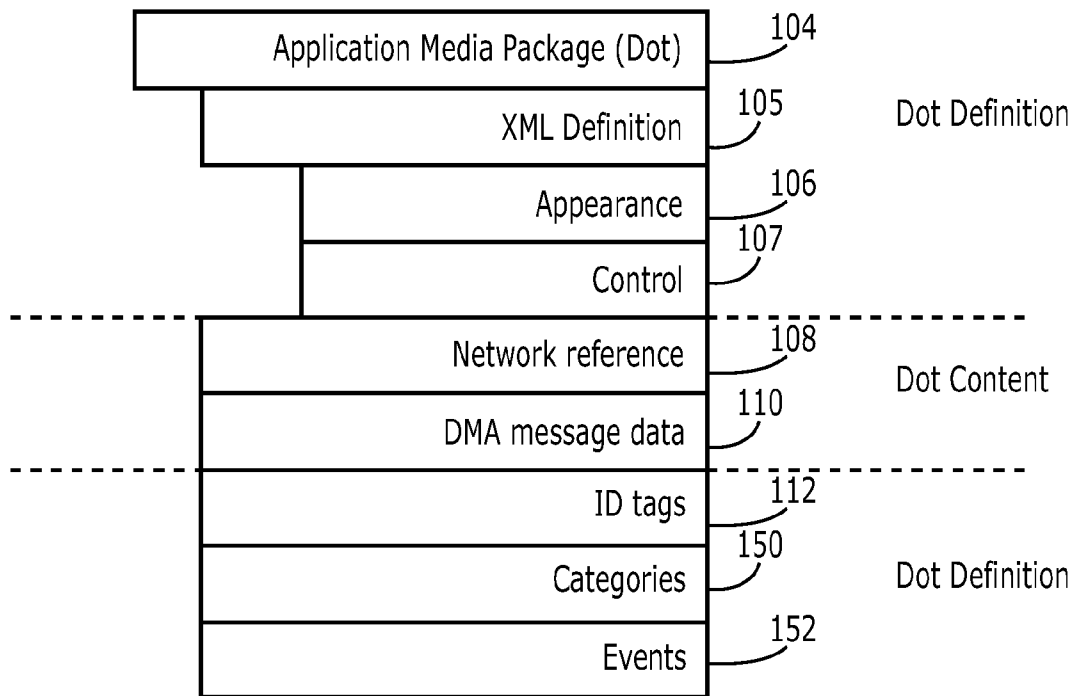 Application Media Package (Dot) 104
XML Definition 105 Dot Definition
Appearance 106
Control 107
Network reference 108
Dot Content
DMA message data 110
ID tags 112
Categories 150 Dot Definition
Events 152